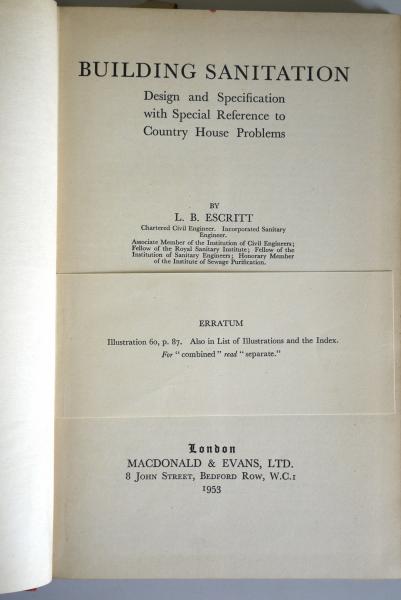 BUILDING SANITATION
Design and Specification
with Special Reference to
Country House Problems
BY
L. B. ESCRITT
Chartered Civil Engineer. Incorporated Sanitary
Engineer.
Associate Member of the Institution of Civil Engineers;
Fellow of the Royal Sanitary Institute; Fellow of the
Institution of Sanitary Engineers; Honorary Member
of the Institute of Sewage Purification.
ERRATUM
Illustration 60, p. 87. Also in List of Illustrations and the Index.
For "combined" read "separate."
London
MACDONALD & EVANS, LTD.
8 JOHN STREET, BEDFORD ROW, W.C.1
1953